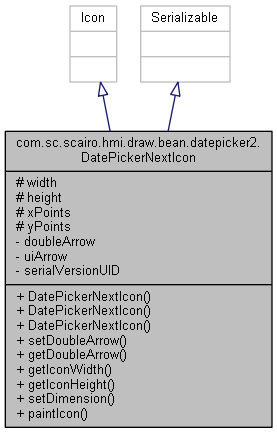 Icon
Serializable
com.sc.scairo.hmi.draw.bean.datepicker2.
DatePickerNextIcon
# width
# height
# xPoints
# yPoints
- doubleArrow
- uiArrow
- serialVersionUID
+ DatePickerNextIcon()
+ DatePickerNextIcon()
+ DatePickerNextIcon()
+ setDoubleArrow()
+ getDoubleArrow()
+ getIconWidth()
+ getIconHeight()
+ setDimension()
+ paintIcon()